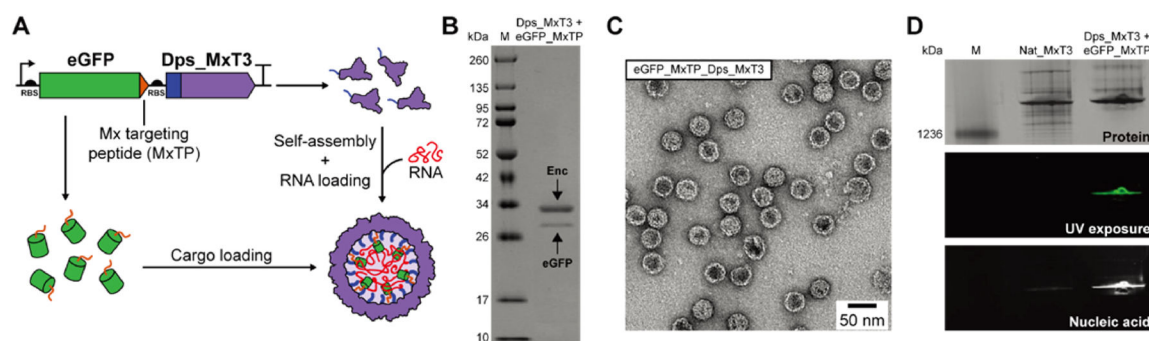 A
eGFP
Dps_MxT3
RBS
RBS
Mx targeting
peptide (MxTP)
Self-assembly
+
RNA loading
RNA
Cargo loading
B
Dps_MxT3 +
kDa M eGFP_MxTP
260
135
95
72
52
42
34
26
17
10
Enc
eGFP
C
eGFP_MxTP_Dps_MxT3
50 nm
D
Dps_MxT3 +
kDa M Nat_MxT3 eGFP_MxTP
1236
Protein
UV exposure
Nucleic acid